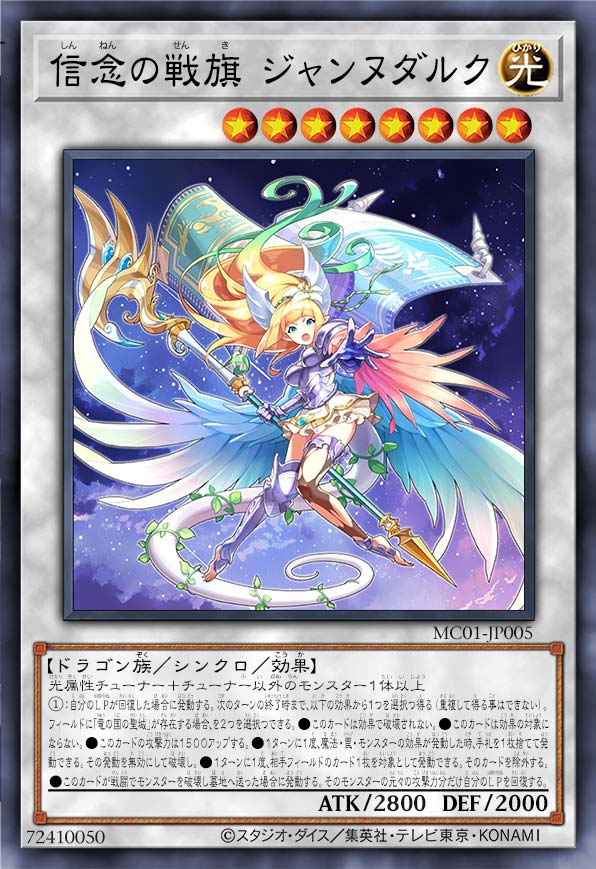 しん ねん せん き
信念の戦旗 ジャンヌダルク
ひかり
光
MC01-JP005
【ドラゴン族／シンクロ／効果】
光属性チューナー＋チューナー以外のモンスター１体以上
①：自分のＬＰが回復した場合に発動する。次のターンの終了時まで、以下の効果から１つを選択し得る（重複して得る事はできない）。
フィールドに「竜の国の聖城」が存在する場合、を２つを選択できる。●このカードは効果で破壊されない。●このカードは効果の対象に
ならない。●このカードの攻撃力は１５００アップする。●１ターンに１度、魔法・罠・モンスターの効果が発動した時、手札を１枚捨てて発
動できる。その発動を無効にして破壊し。●１ターンに１度、相手フィールドのカード１枚を対象として発動できる。そのカードを除外する。
●このカードが戦闘でモンスターを破壊し墓地へ送った場合に発動する。そのモンスターの元々の攻撃力分だけ自分のＬＰを回復する。
ATK/2800 DEF/2000
72410050
©スタジオ・ダイス／集英社・テレビ東京・KONAMI